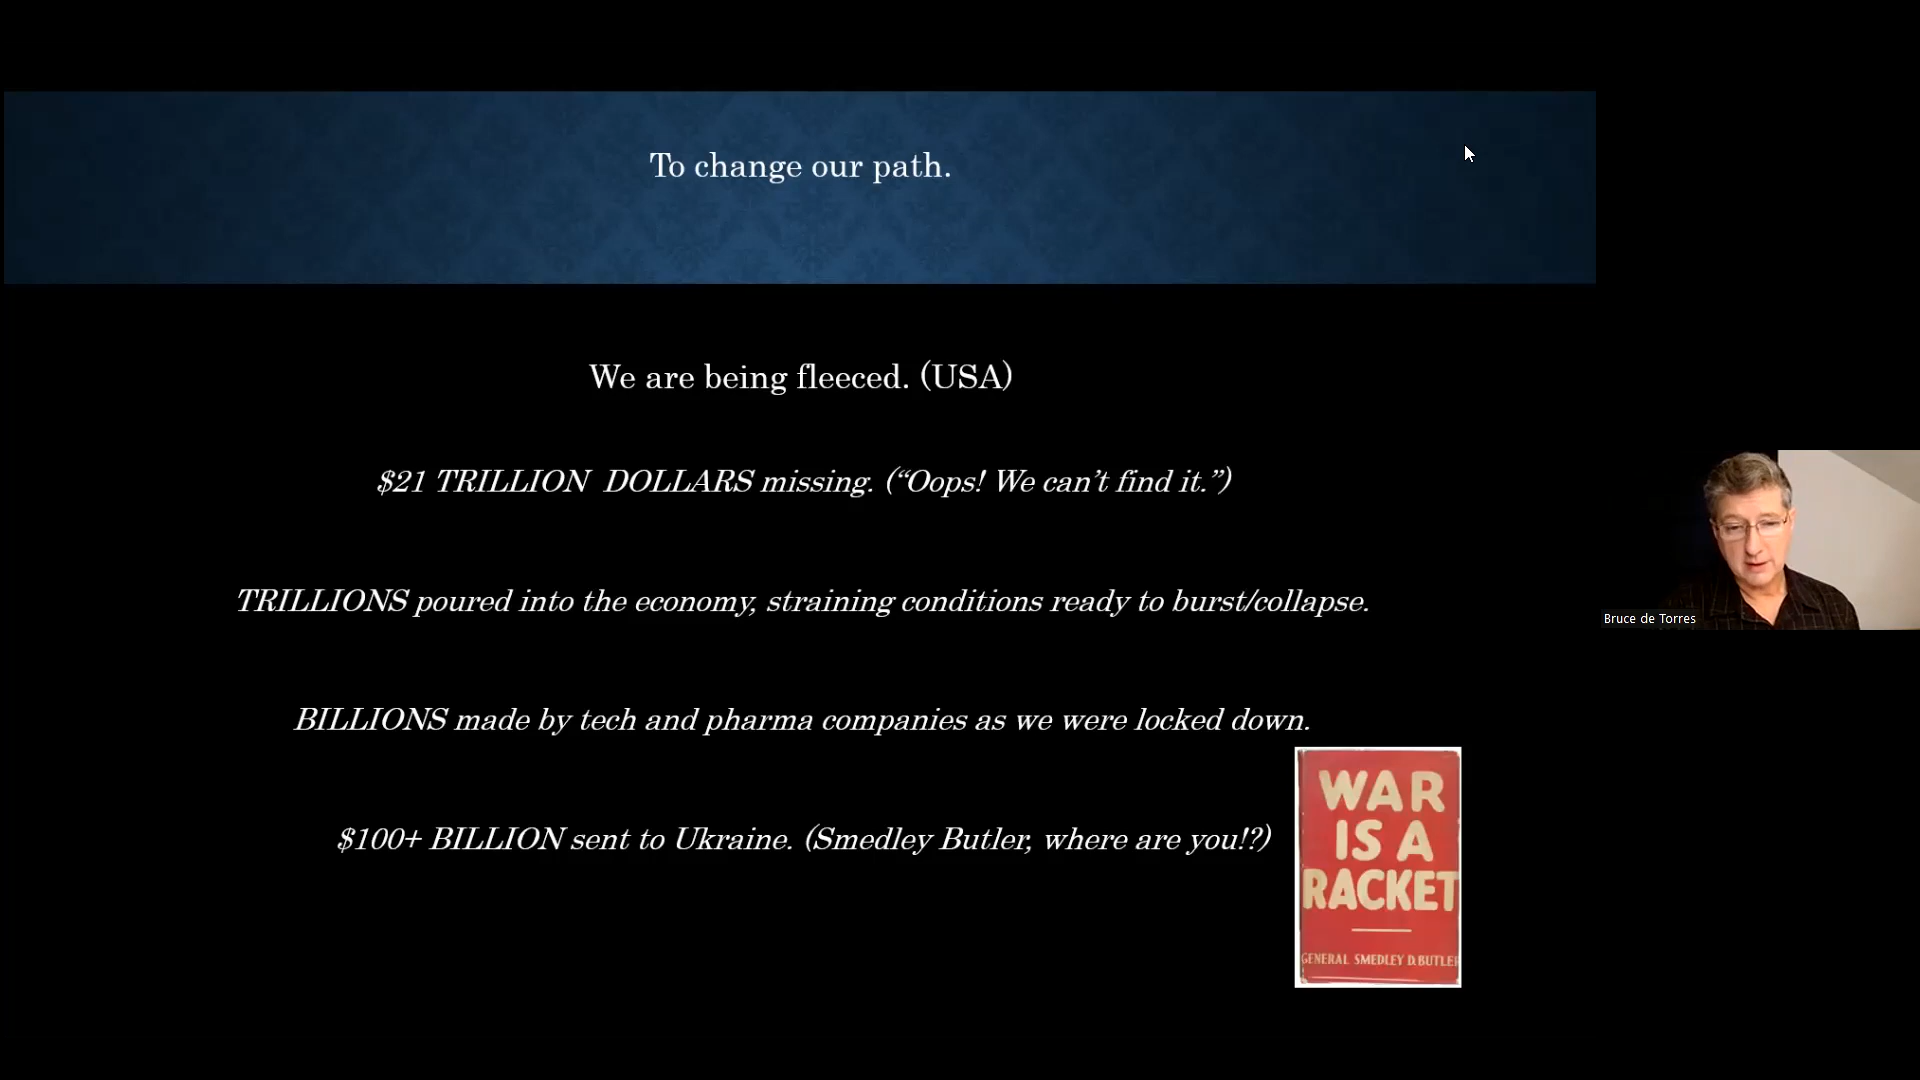 To change our path.
We are being fleeced. (USA)
$21 TRILLION  DOLLARS missing. (“Oops! We can’t find it.”)
TRILLIONS poured into the economy, straining conditions ready to burst/collapse.
Bruce de Torres
BILLIONS made by tech and pharma companies as we were locked down.
$100+ BILLION sent to Ukraine. (Smedley Butler, where are you!?)
WAR
IS A
RACKET
GENERAL SMEDLEY D. BUTLER